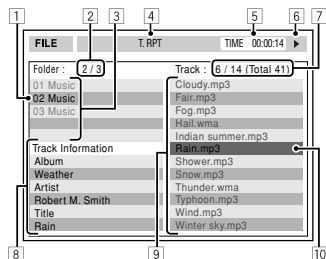 1 2 3 4 5 6 7
FILE T. RPT TIME 00:00:14
Folder : 2 / 3 Track : 6 / 14 (Total 41)
01 Music
02 Music
03 Music
Cloudy.mp3
Fair.mp3
Fog.mp3
Hail.wma
Indian summer.mp3
Rain.mp3
Shower.mp3
Snow.mp3
Thunder.wma
Typhoon.mp3
Wind.mp3
Winter sky.mp3
Track Information
Album
Weather
Artist
Robert M. Smith
Title
Rain
8 9 10